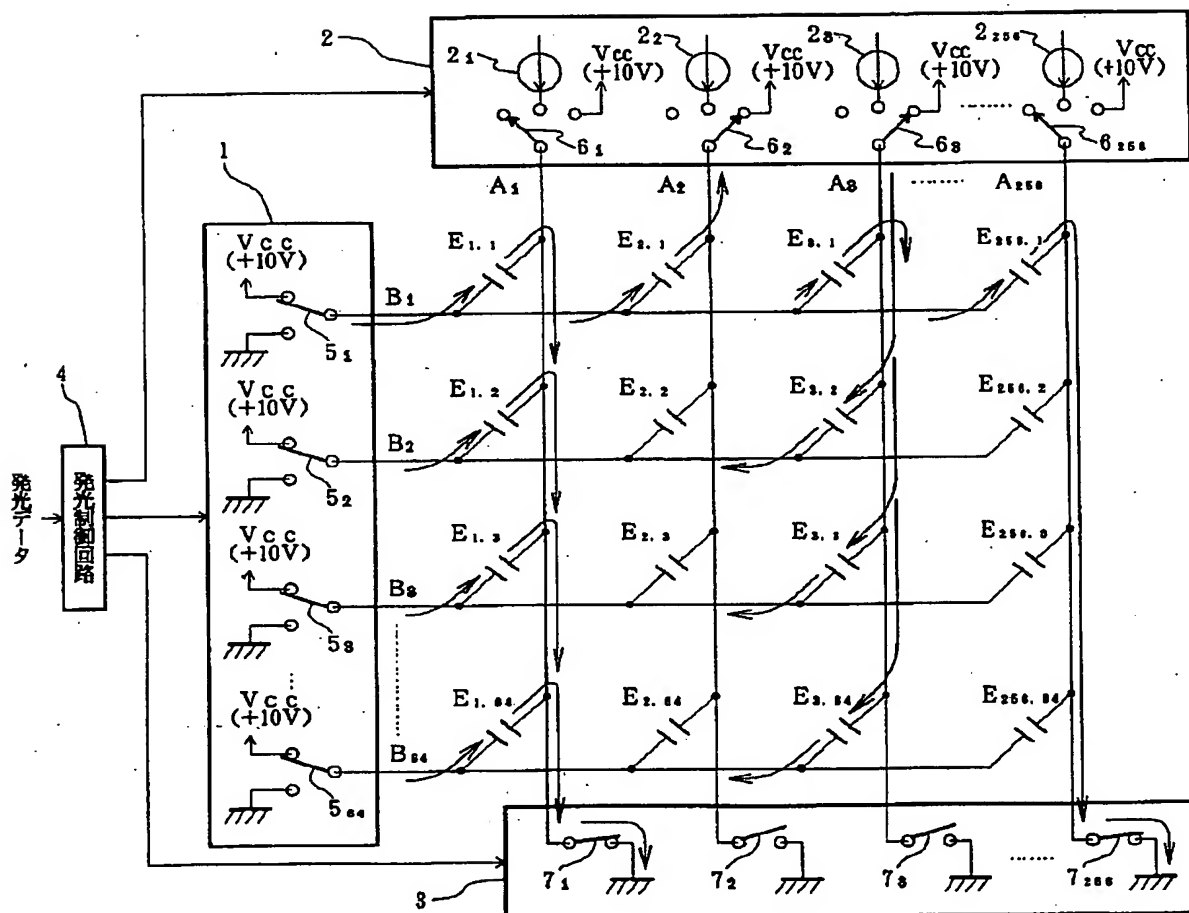 2
2₁
2₂
2₃
2₂₅₆
Vcc
(+10V)
Vcc
(+10V)
Vcc
(+10V)
Vcc
(+10V)
6₁
6₂
6₃
6₂₅₆
A₁
A₂
A₃
A₂₅₆
1
Vcc
(+10V)
5₁
B₁
E₁.₁
E₂.₁
E₃.₁
E₂₅₆.₁
Vcc
(+10V)
5₂
B₂
E₁.₂
E₂.₂
E₃.₂
E₂₅₆.₂
4
発光データ
発光制御回路
Vcc
(+10V)
5₃
B₃
E₁.₃
E₂.₃
E₃.₃
E₂₅₆.₃
Vcc
(+10V)
5₆₄
B₆₄
E₁.₆₄
E₂.₆₄
E₃.₆₄
E₂₅₆.₆₄
3
7₁
7₂
7₃
7₂₅₆